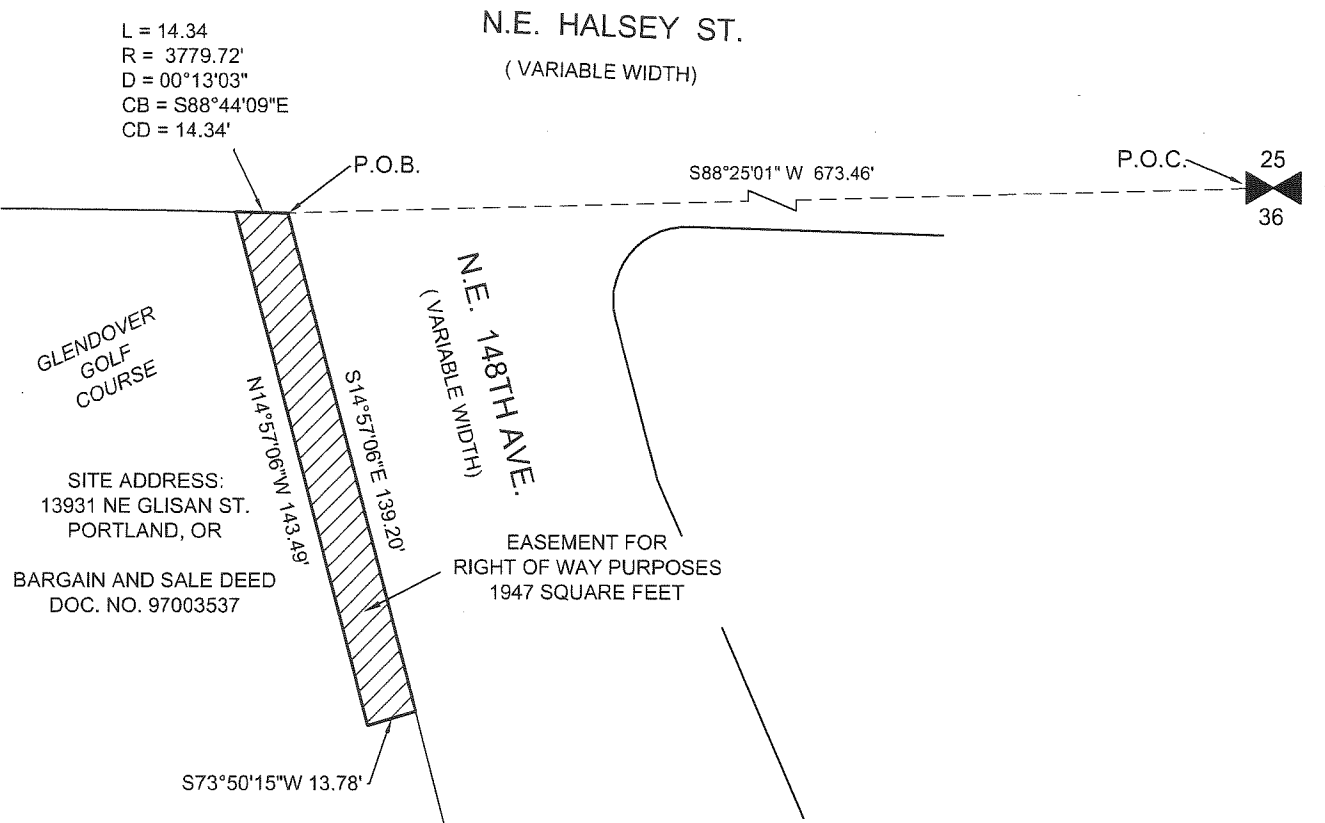 N.E. HALSEY ST.
( VARIABLE WIDTH)
L = 14.34
R = 3779.72'
D = 00°13'03"
CB = S88°44'09"E
CD = 14.34'
P.O.B.
S88°25'01" W 673.46'
P.O.C.
25
36
N.E. 148TH AVE.
( VARIABLE WIDTH)
GLENDOVER
GOLF
COURSE
N14°57'06"W 143.49'
S14°57'06"E 139.20'
SITE ADDRESS:
13931 NE GLISAN ST.
PORTLAND, OR
BARGAIN AND SALE DEED
DOC. NO. 97003537
EASEMENT FOR
RIGHT OF WAY PURPOSES
1947 SQUARE FEET
S73°50'15"W 13.78'